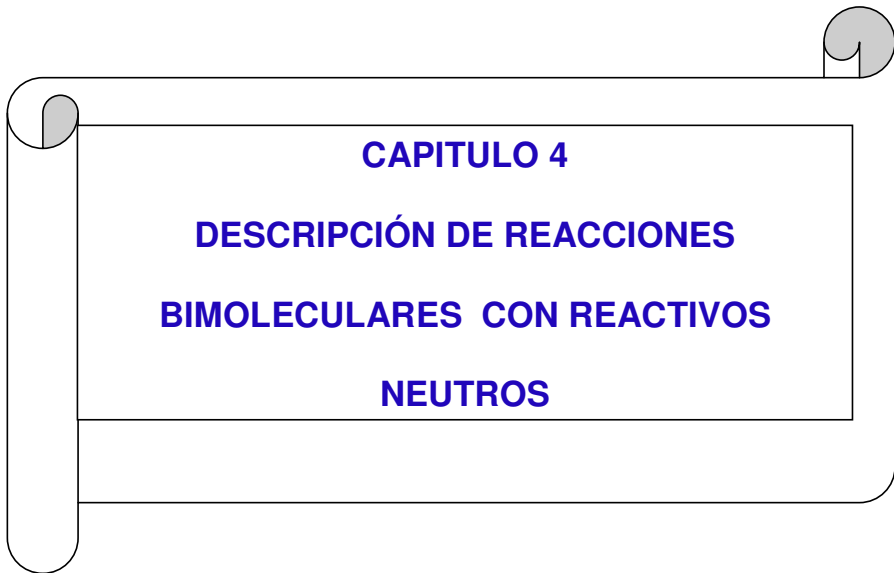 CAPITULO 4
DESCRIPCIÓN DE REACCIONES
BIMOLECULARES CON REACTIVOS
NEUTROS